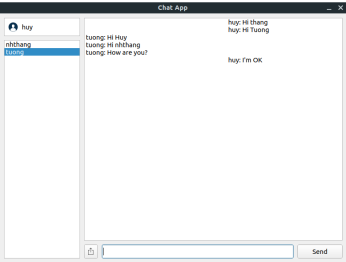 Chat App
huy
nhthang
tuong
huy: Hi thang
huy: Hi Tuong
tuong: Hi Huy
tuong: Hi nhthang
tuong: How are you?
huy: I'm OK
Send